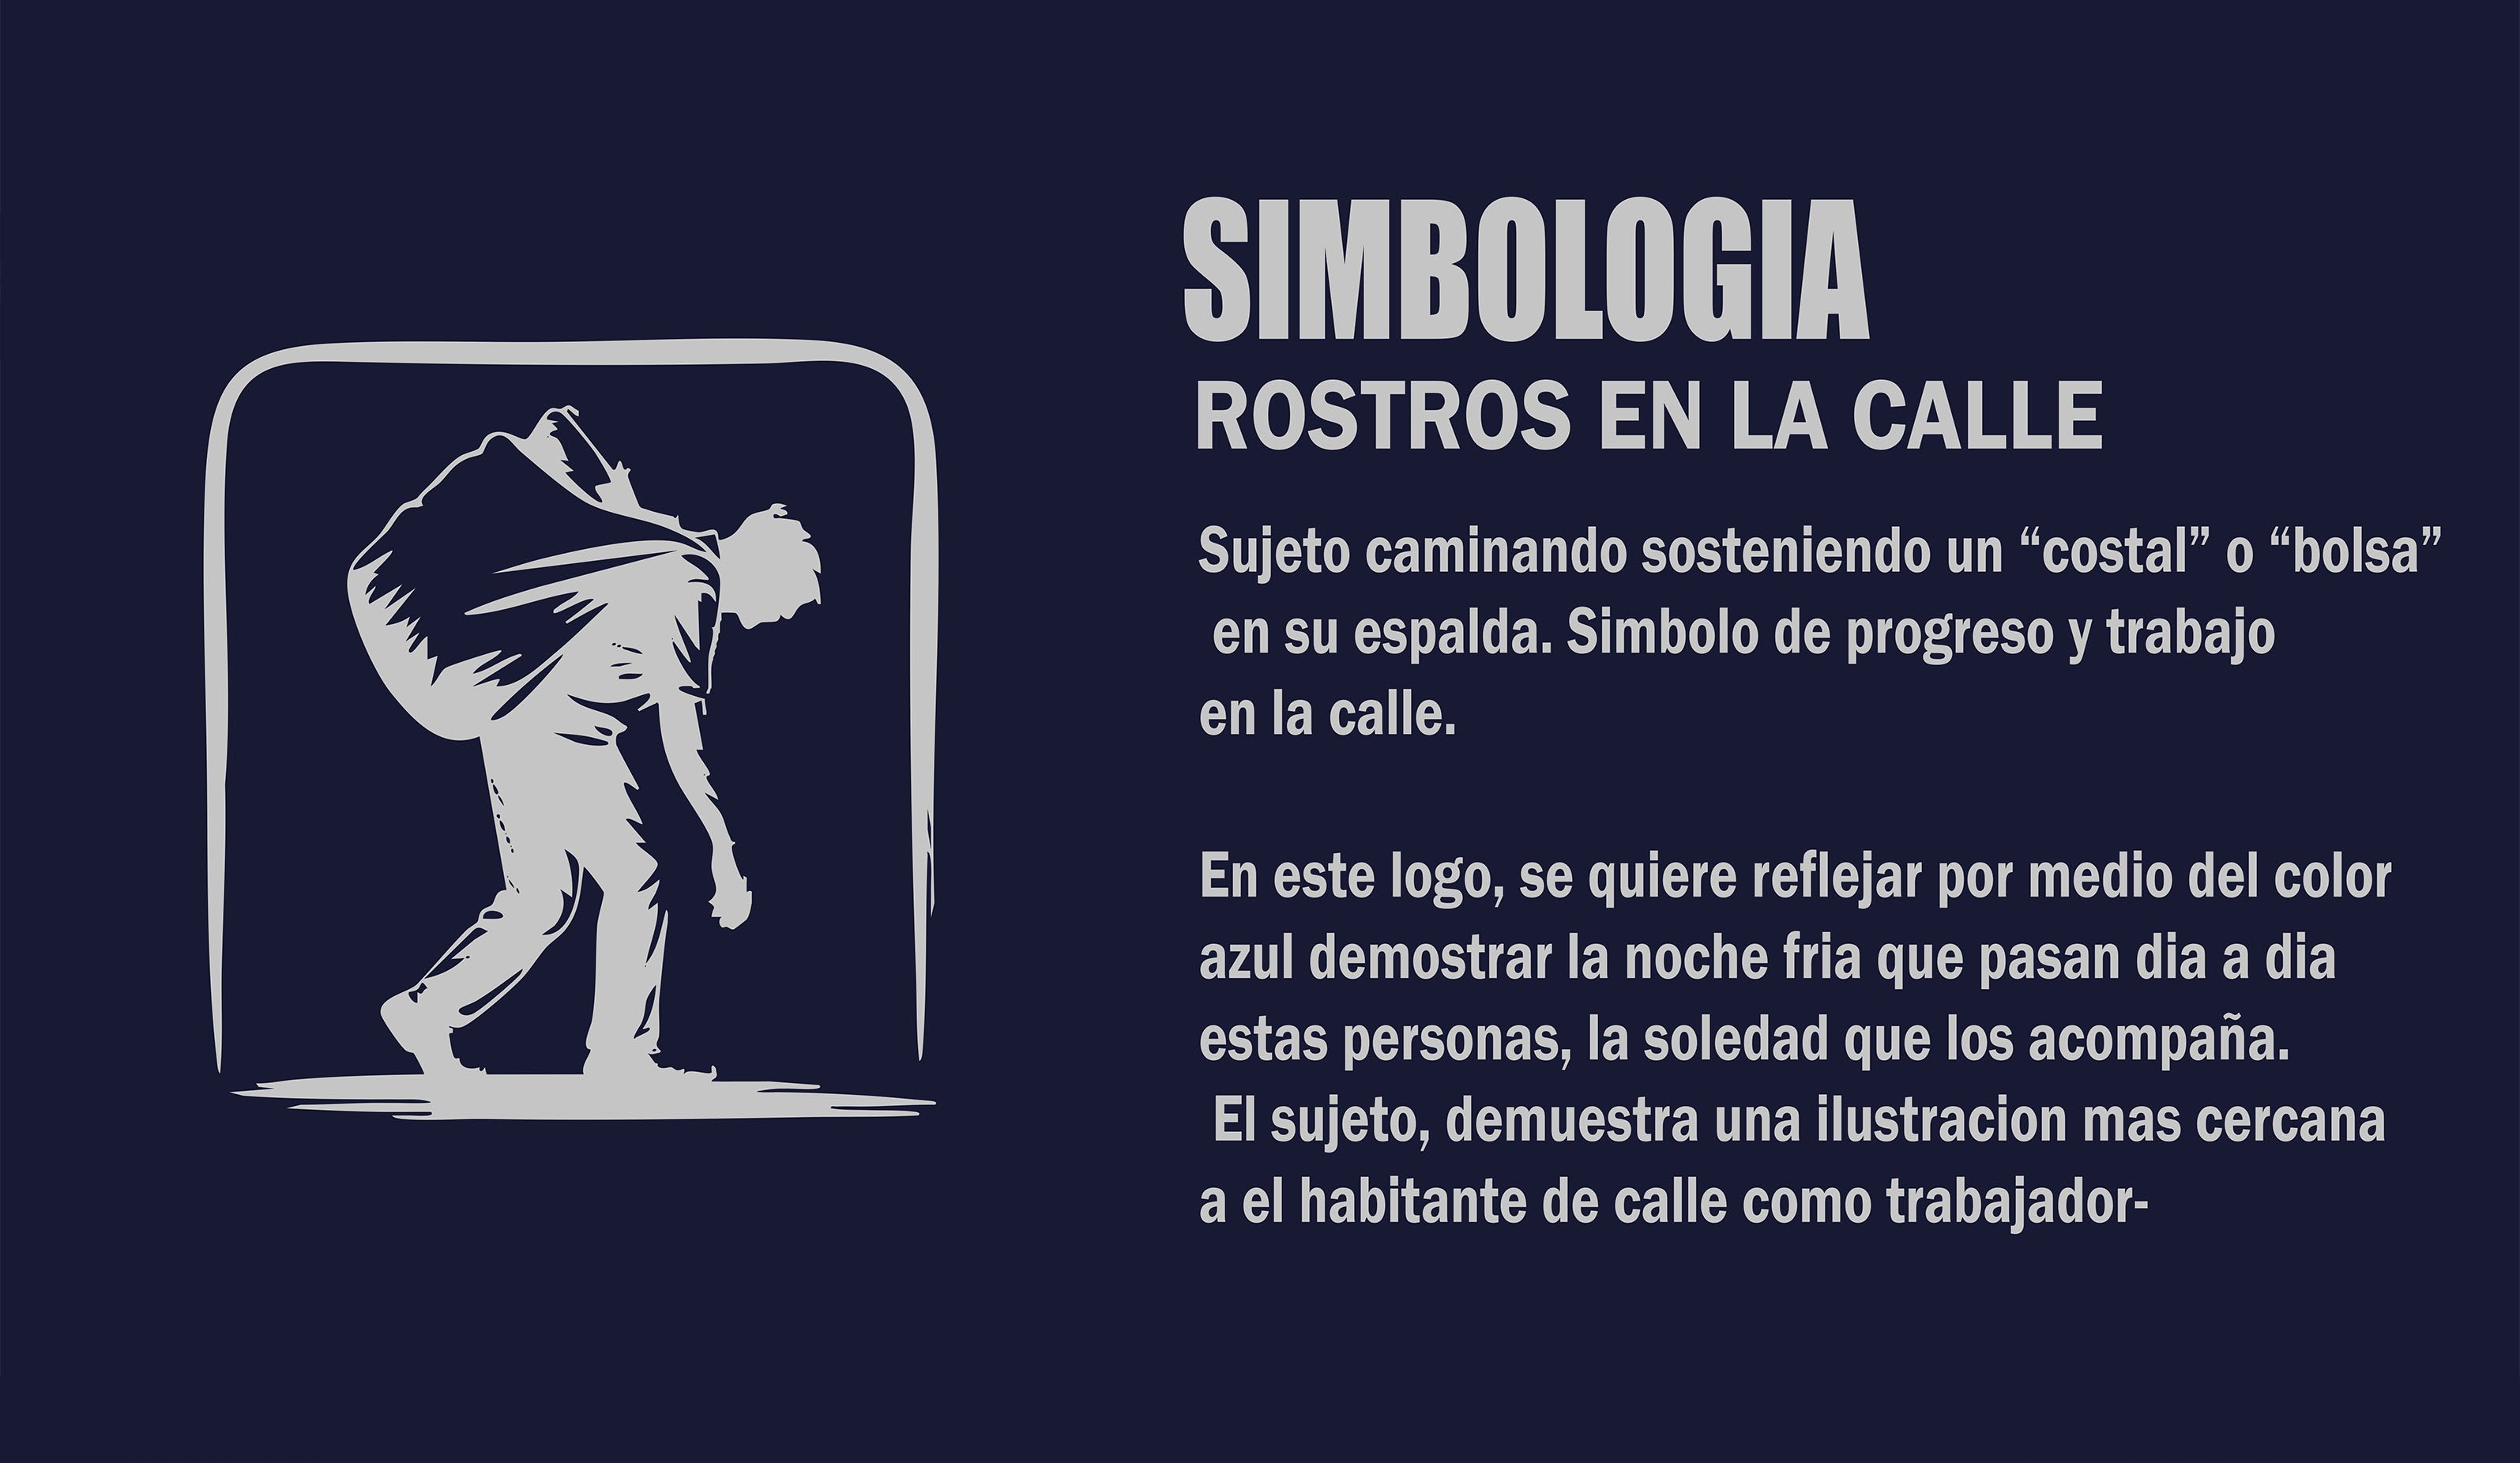 SIMBOLOGIA
ROSTROS EN LA CALLE
Sujeto caminando sosteniendo un “costal” o “bolsa”
en su espalda. Simbolo de progreso y trabajo
en la calle.
En este logo, se quiere reflejar por medio del color
azul demostrar la noche fria que pasan dia a dia
estas personas, la soledad que los acompaña.
El sujeto, demuestra una ilustracion mas cercana
a el habitante de calle como trabajador-